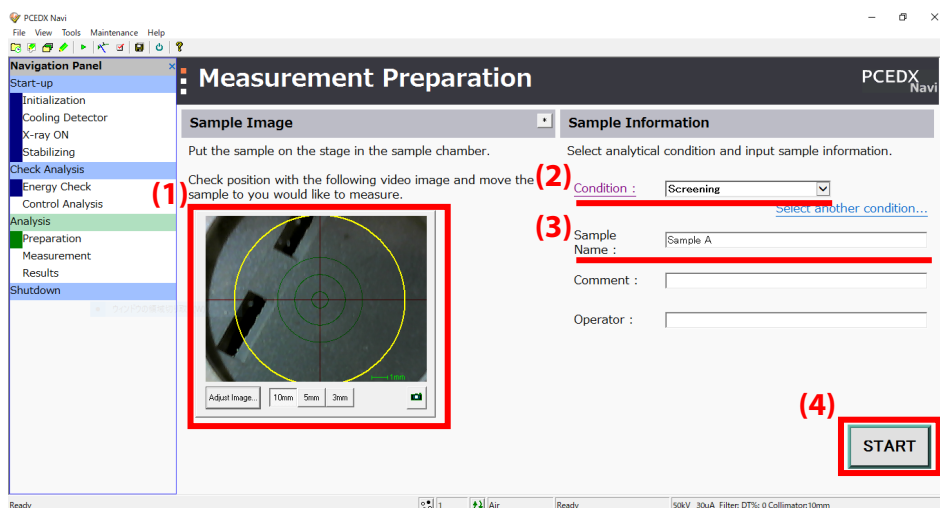 PCEDX Navi
File View Tools Maintenance Help
Navigation Panel ×
Start-up
Initialization
Cooling Detector
X-ray ON
Stabilizing
Check Analysis
Energy Check
Control Analysis
Analysis
Preparation
Measurement
Results
Shutdown
Measurement Preparation
PCEDX
Navi
Sample Image
*
Put the sample on the stage in the sample chamber.
Check position with the following video image and move the
sample to you would like to measure.
(1)
1mm
Adjust Image... 10mm 5mm 3mm
Sample Information
Select analytical condition and input sample information.
(2)
Condition : Screening
Select another condition...
(3)
Sample
Name : Sample A
Comment :
Operator :
(4)
START
Ready 1 Air Ready 50kV 30uA Filter: DT%: 0 Collimator:10mm